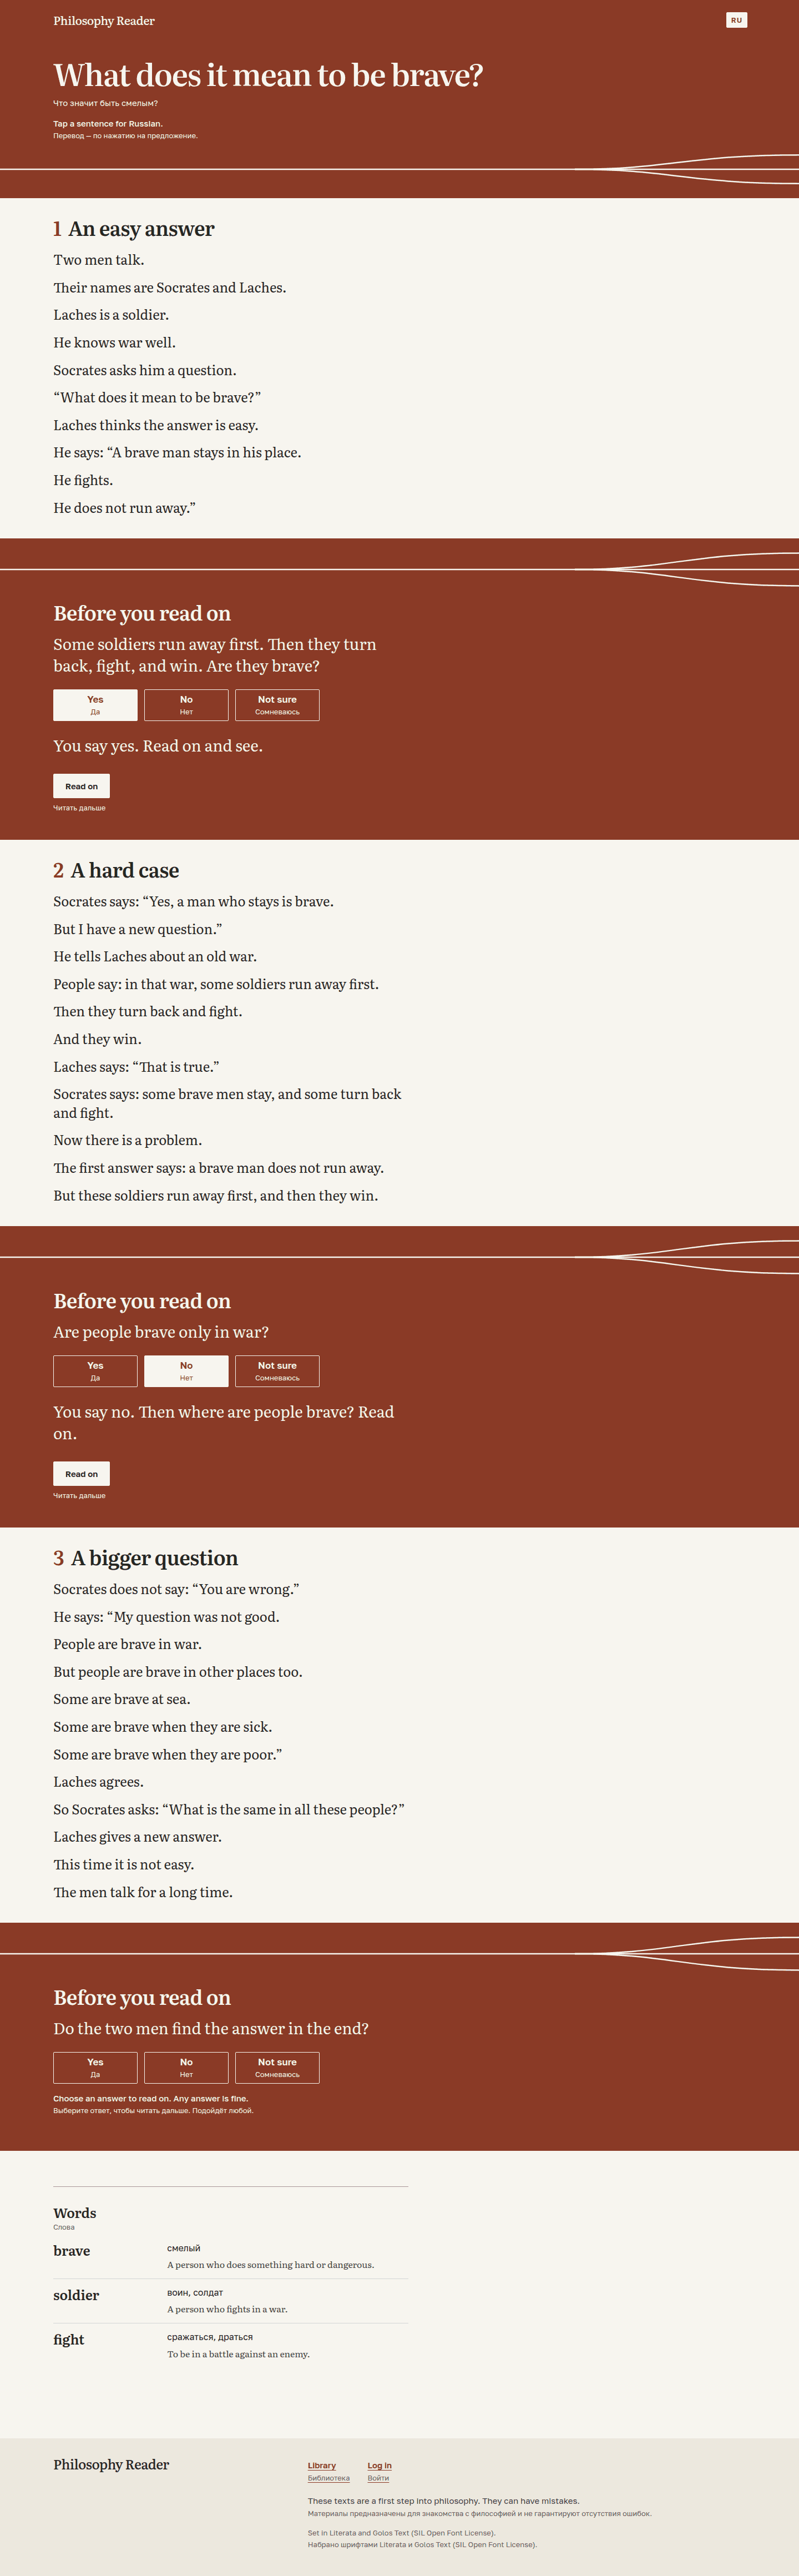 Philosophy Reader
RU
What does it mean to be brave?
Что значит быть смелым?
Tap a sentence for Russian.
Перевод — по нажатию на предложение.
1 An easy answer
Two men talk.
Their names are Socrates and Laches.
Laches is a soldier.
He knows war well.
Socrates asks him a question.
“What does it mean to be brave?”
Laches thinks the answer is easy.
He says: “A brave man stays in his place.
He fights.
He does not run away.”
Before you read on
Some soldiers run away first. Then they turn
back, fight, and win. Are they brave?
Yes No Not sure
Да Нет Сомневаюсь
You say yes. Read on and see.
Read on
Читать дальше
2 A hard case
Socrates says: “Yes, a man who stays is brave.
But I have a new question.”
He tells Laches about an old war.
People say: in that war, some soldiers run away first.
Then they turn back and fight.
And they win.
Laches says: “That is true.”
Socrates says: some brave men stay, and some turn back
and fight.
Now there is a problem.
The first answer says: a brave man does not run away.
But these soldiers run away first, and then they win.
Before you read on
Are people brave only in war?
Yes No Not sure
Да Нет Сомневаюсь
You say no. Then where are people brave? Read
on.
Read on
Читать дальше
3 A bigger question
Socrates does not say: “You are wrong.”
He says: “My question was not good.
People are brave in war.
But people are brave in other places too.
Some are brave at sea.
Some are brave when they are sick.
Some are brave when they are poor.”
Laches agrees.
So Socrates asks: “What is the same in all these people?”
Laches gives a new answer.
This time it is not easy.
The men talk for a long time.
Before you read on
Do the two men find the answer in the end?
Yes No Not sure
Да Нет Сомневаюсь
Choose an answer to read on. Any answer is fine.
Выберите ответ, чтобы читать дальше. Подойдёт любой.
Words
Слова
brave смелый
A person who does something hard or dangerous.
soldier воин, солдат
A person who fights in a war.
fight сражаться, драться
To be in a battle against an enemy.
Philosophy Reader
Library Log in
Библиотека Войти
These texts are a first step into philosophy. They can have mistakes.
Материалы предназначены для знакомства с философией и не гарантируют отсутствия ошибок.
Set in Literata and Golos Text (SIL Open Font License).
Набрано шрифтами Literata и Golos Text (SIL Open Font License).